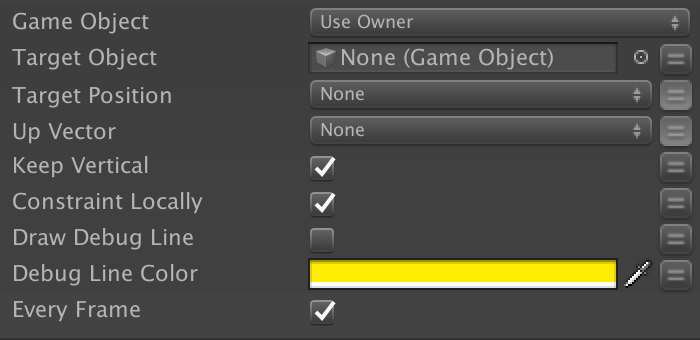 Game Object Use Owner
Target Object None (Game Object)
Target Position None
Up Vector None
Keep Vertical
Constraint Locally
Draw Debug Line
Debug Line Color
Every Frame